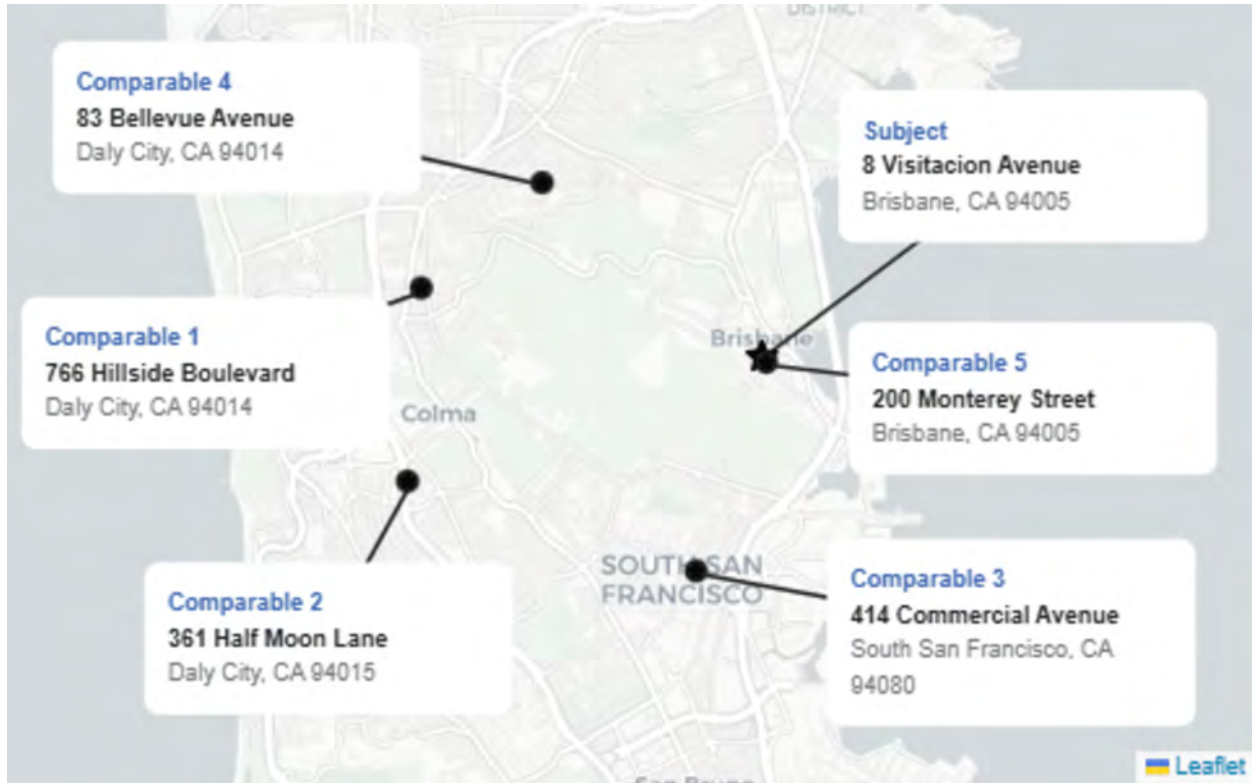 DISTRICT
Comparable 4
83 Bellevue Avenue
Daly City, CA 94014
Subject
8 Visitacion Avenue
Brisbane, CA 94005
Comparable 1
766 Hillside Boulevard
Daly City, CA 94014
Brisbane
Comparable 5
200 Monterey Street
Brisbane, CA 94005
Colma
SOUTH SAN
FRANCISCO
Comparable 2
361 Half Moon Lane
Daly City, CA 94015
Comparable 3
414 Commercial Avenue
South San Francisco, CA
94080
San Bruno
Leaflet